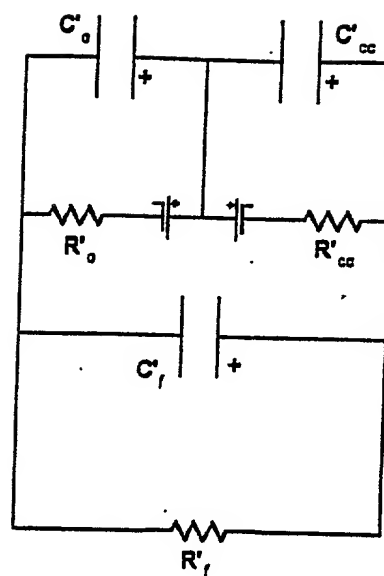 C'a C'cc
+ +
+ +
R'a R'cc
C'f +
R'f